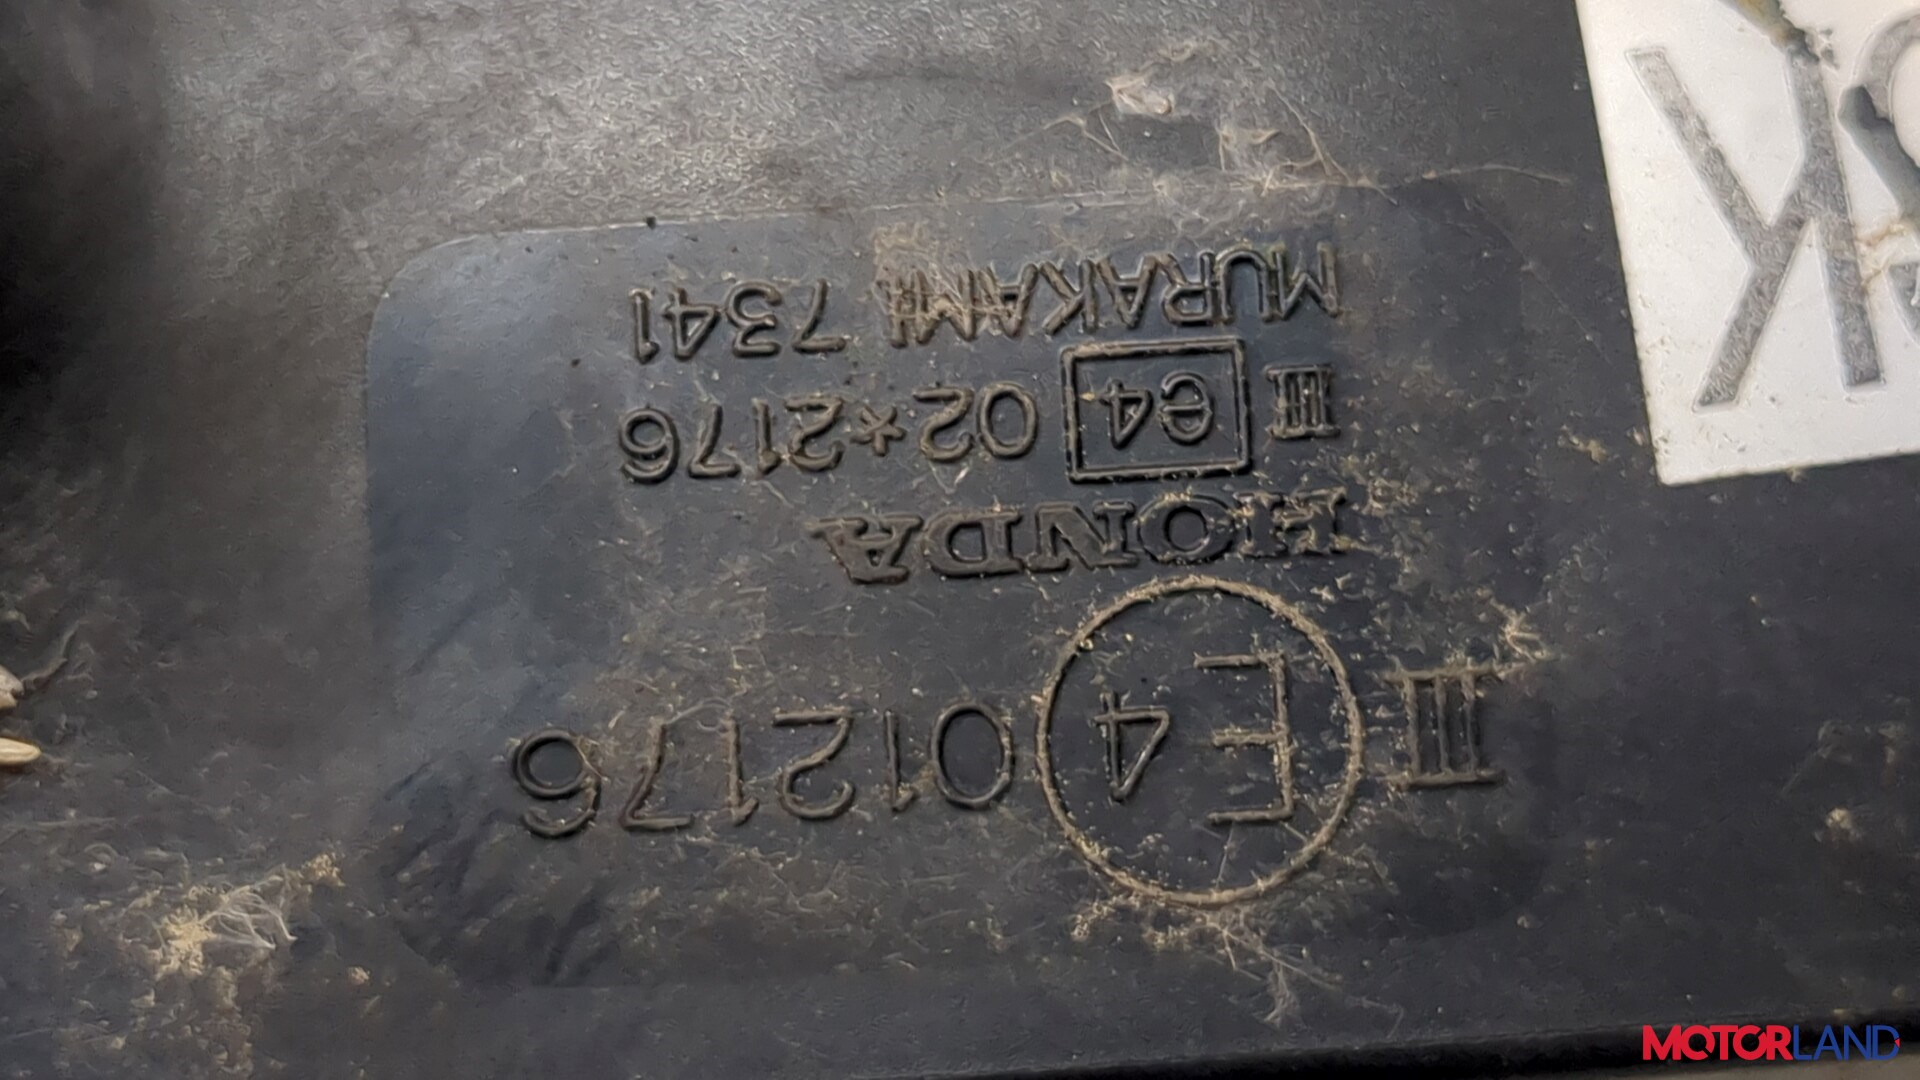 III E4 012176
HONDA
III e4 02*2176
MURAKAMI 7341
MOTORLAND